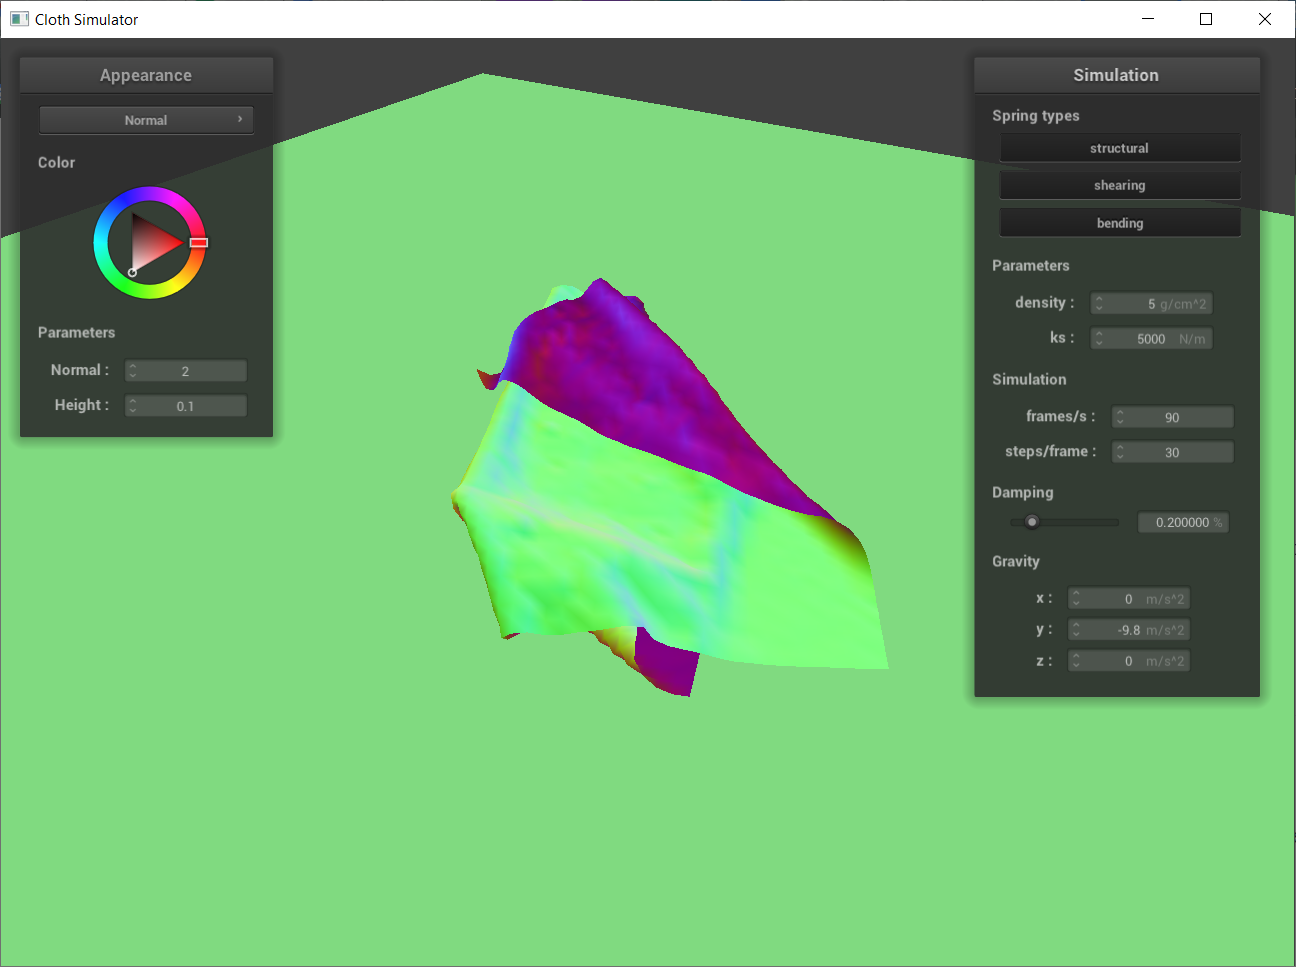 Cloth Simulator
Appearance
Normal
Color
Parameters
Normal : 2
Height : 0.1
Simulation
Spring types
structural
shearing
bending
Parameters
density : 5 g/cm^2
ks : 5000 N/m
Simulation
frames/s : 90
steps/frame : 30
Damping
0.200000 %
Gravity
x : 0 m/s^2
y : -9.8 m/s^2
z : 0 m/s^2